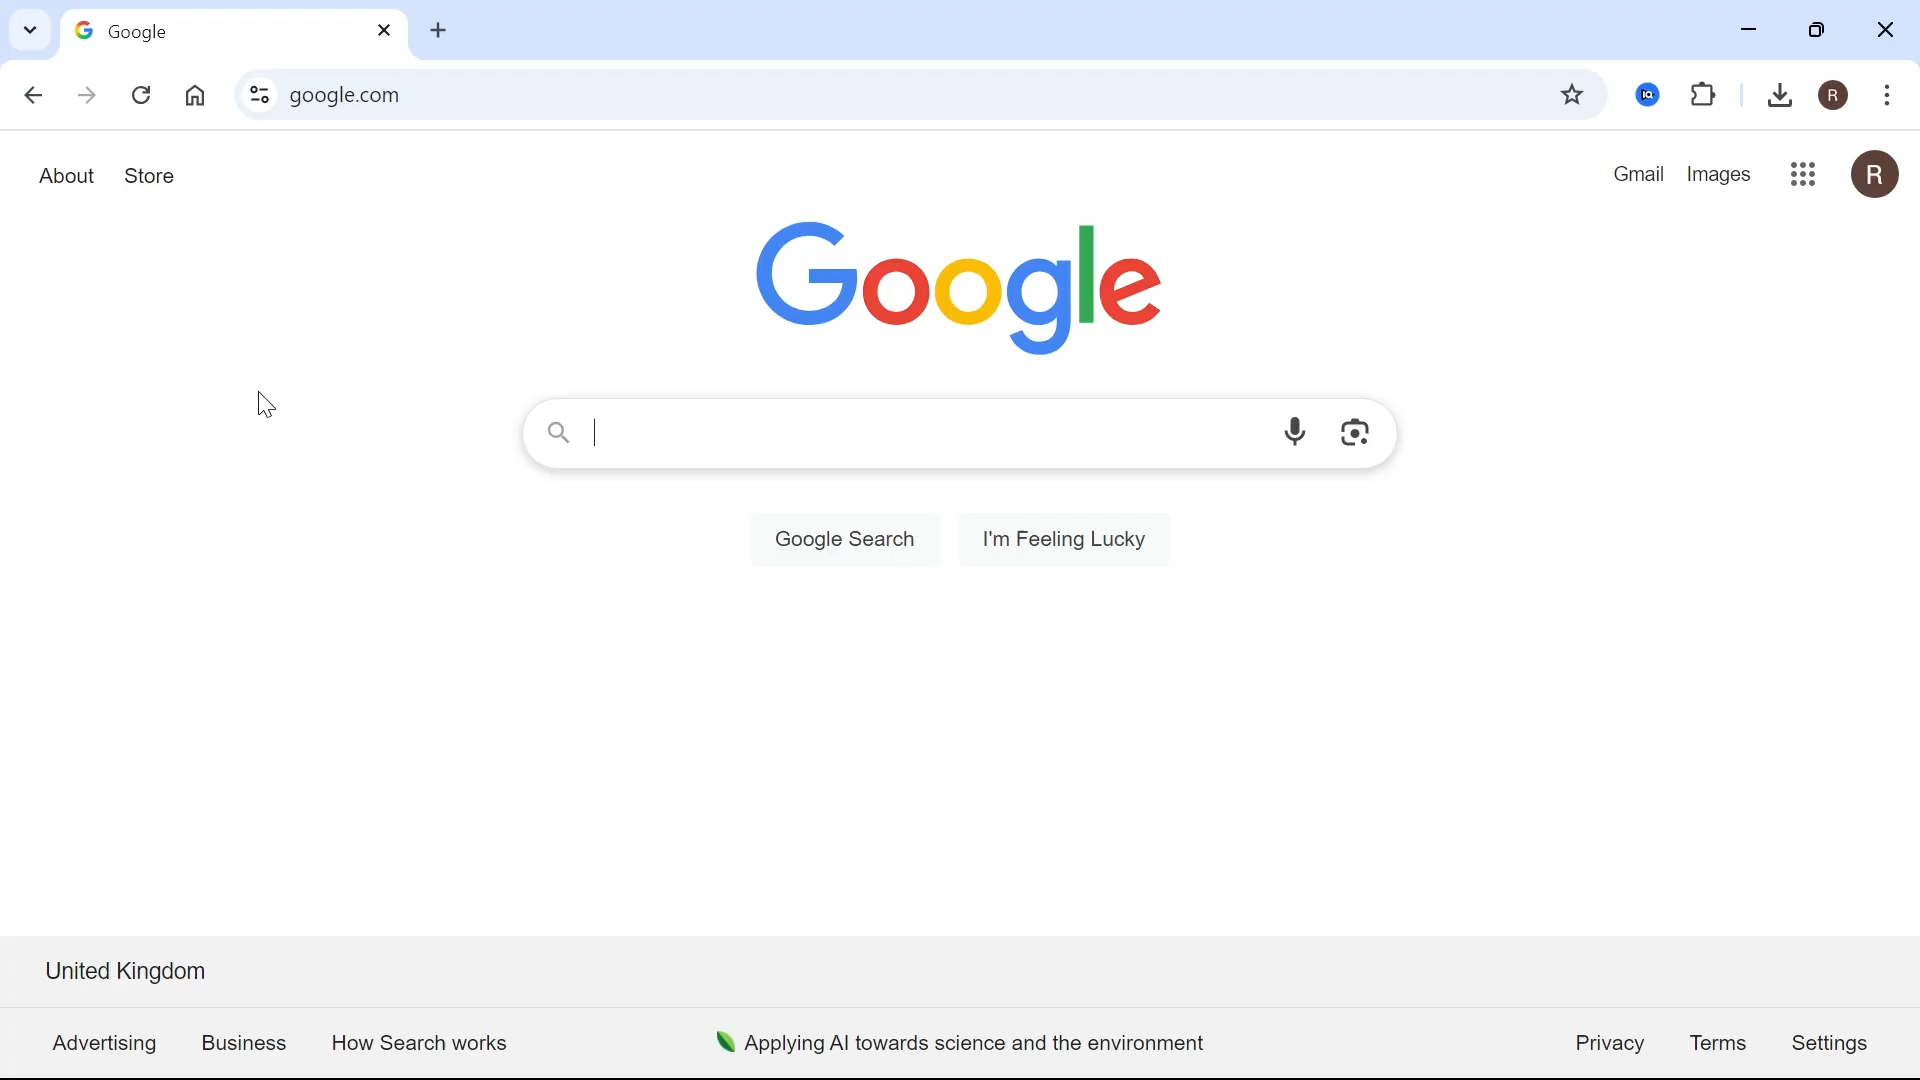 Google
google.com
R
About Store
Gmail Images
R
Google
Google Search I'm Feeling Lucky
United Kingdom
Advertising Business How Search works
Applying AI towards science and the environment
Privacy Terms Settings